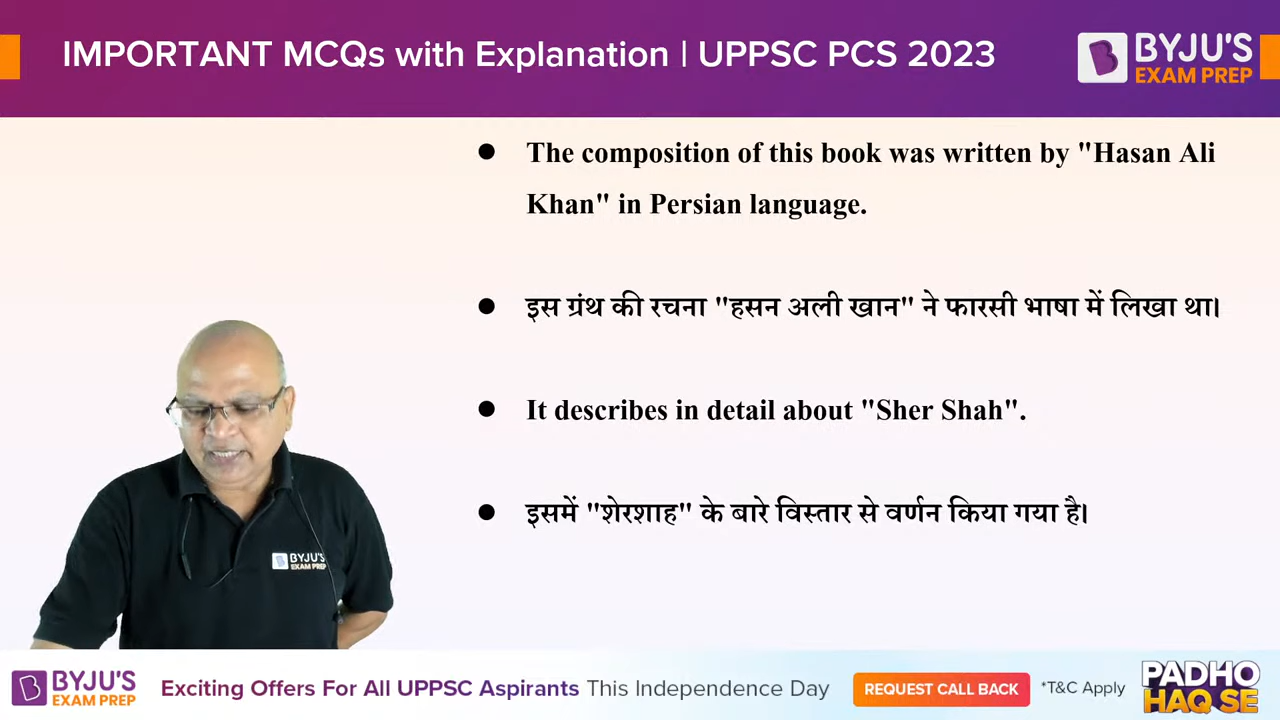 IMPORTANT MCQs with Explanation | UPPSC PCS 2023
BYJU'S
EXAM PREP
● The composition of this book was written by "Hasan Ali
Khan" in Persian language.
● इस ग्रंथ की रचना "हसन अली खान" ने फारसी भाषा में लिखा था।
● It describes in detail about "Sher Shah".
● इसमें "शेरशाह" के बारे विस्तार से वर्णन किया गया है।
BYJU'S
EXAM PREP
BYJU'S
EXAM PREP
Exciting Offers For All UPPSC Aspirants This Independence Day
REQUEST CALL BACK
*T&C Apply
PADHO
HAQ SE